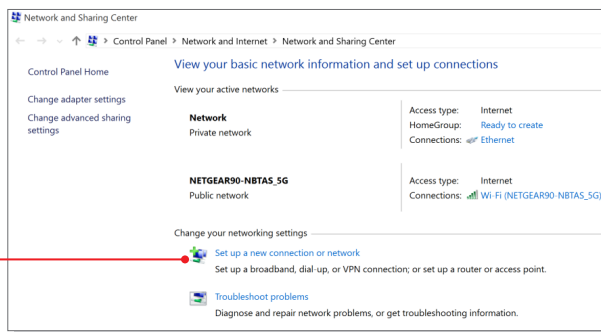 Network and Sharing Center
Control Panel > Network and Internet > Network and Sharing Center
Control Panel Home
Change adapter settings
Change advanced sharing
settings
View your basic network information and set up connections
View your active networks
Network
Private network
Access type: Internet
HomeGroup: Ready to create
Connections: Ethernet
NETGEAR90-NBTAS_5G
Public network
Access type: Internet
Connections: Wi-Fi (NETGEAR90-NBTAS_5G)
Change your networking settings
Set up a new connection or network
Set up a broadband, dial-up, or VPN connection; or set up a router or access point.
Troubleshoot problems
Diagnose and repair network problems, or get troubleshooting information.